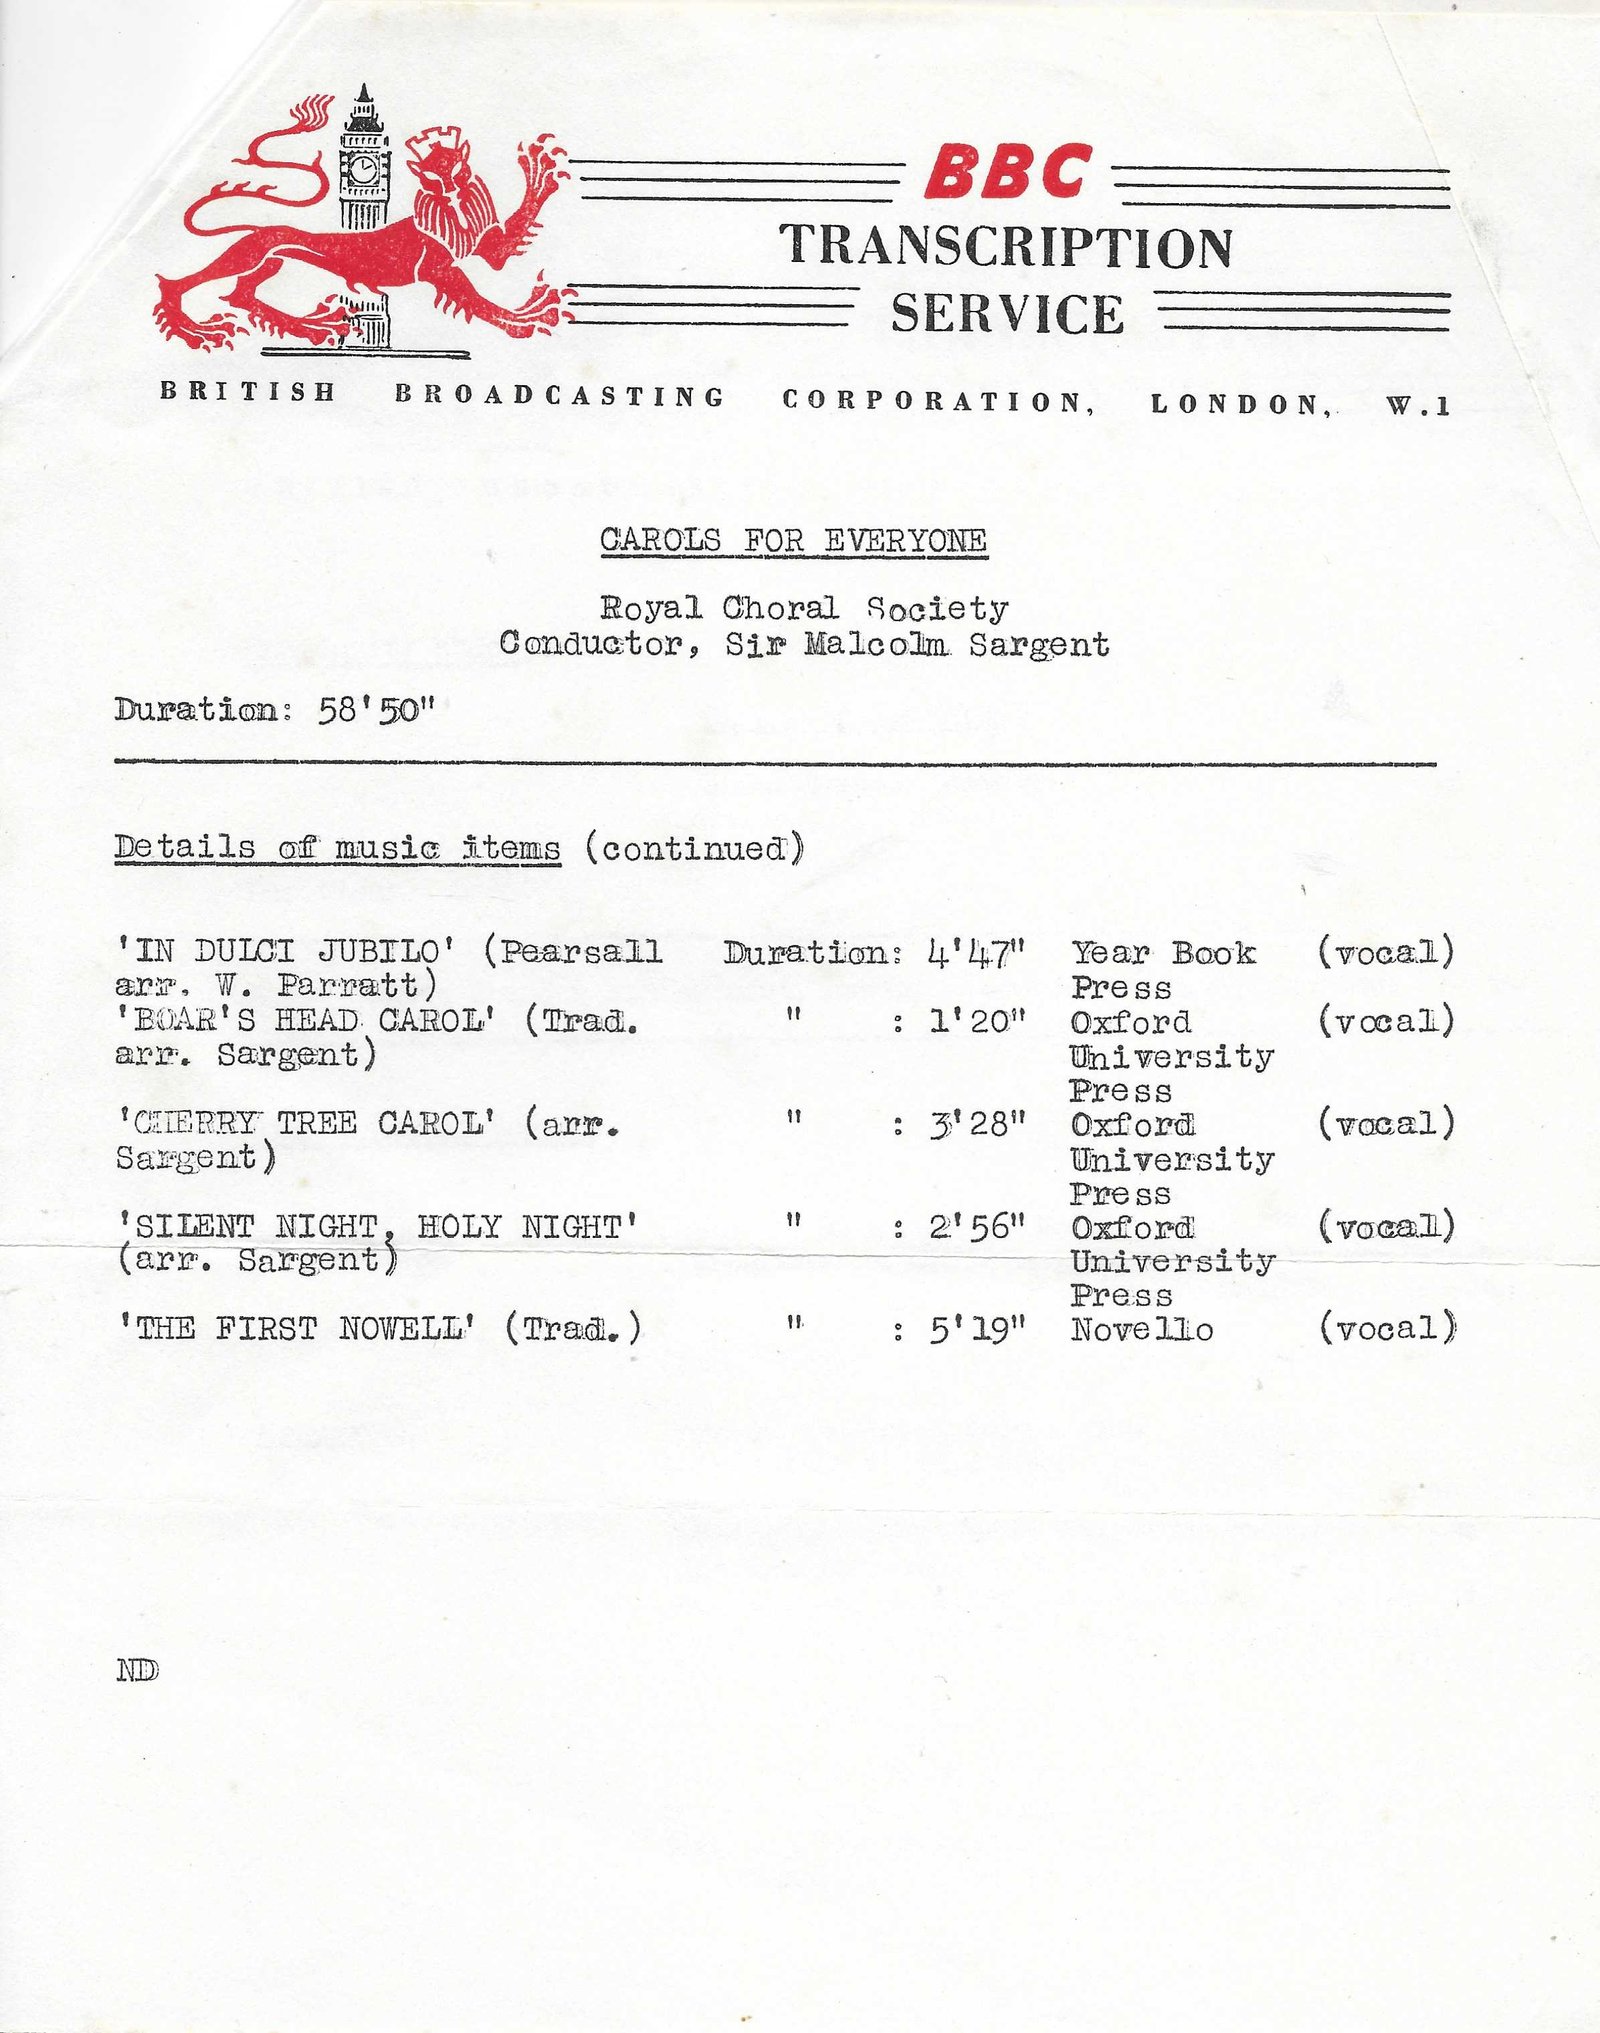 BBC
TRANSCRIPTION
SERVICE
BRITISH BROADCASTING CORPORATION, LONDON, W.1
CAROLS FOR EVERYONE
Royal Choral Society
Conductor, Sir Malcolm Sargent
Duration: 58'50"
Details of music items (continued)
'IN DULCI JUBILO' (Pearsall Duration: 4'47" Year Book (vocal)
arr. W. Parratt) Press
'BOAR'S HEAD CAROL' (Trad. " : 1'20" Oxford (vocal)
arr. Sargent) University
Press
'CHERRY TREE CAROL' (arr. " : 3'28" Oxford (vocal)
Sargent) University
Press
'SILENT NIGHT, HOLY NIGHT' " : 2'56" Oxford (vocal)
(arr. Sargent) University
Press
'THE FIRST NOWELL' (Trad.) " : 5'19" Novello (vocal)
ND